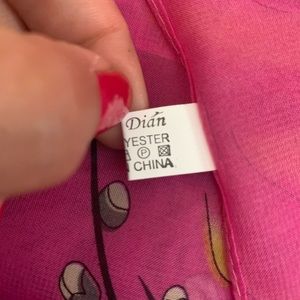 Dián
YESTER
Ⓟ
CHINA